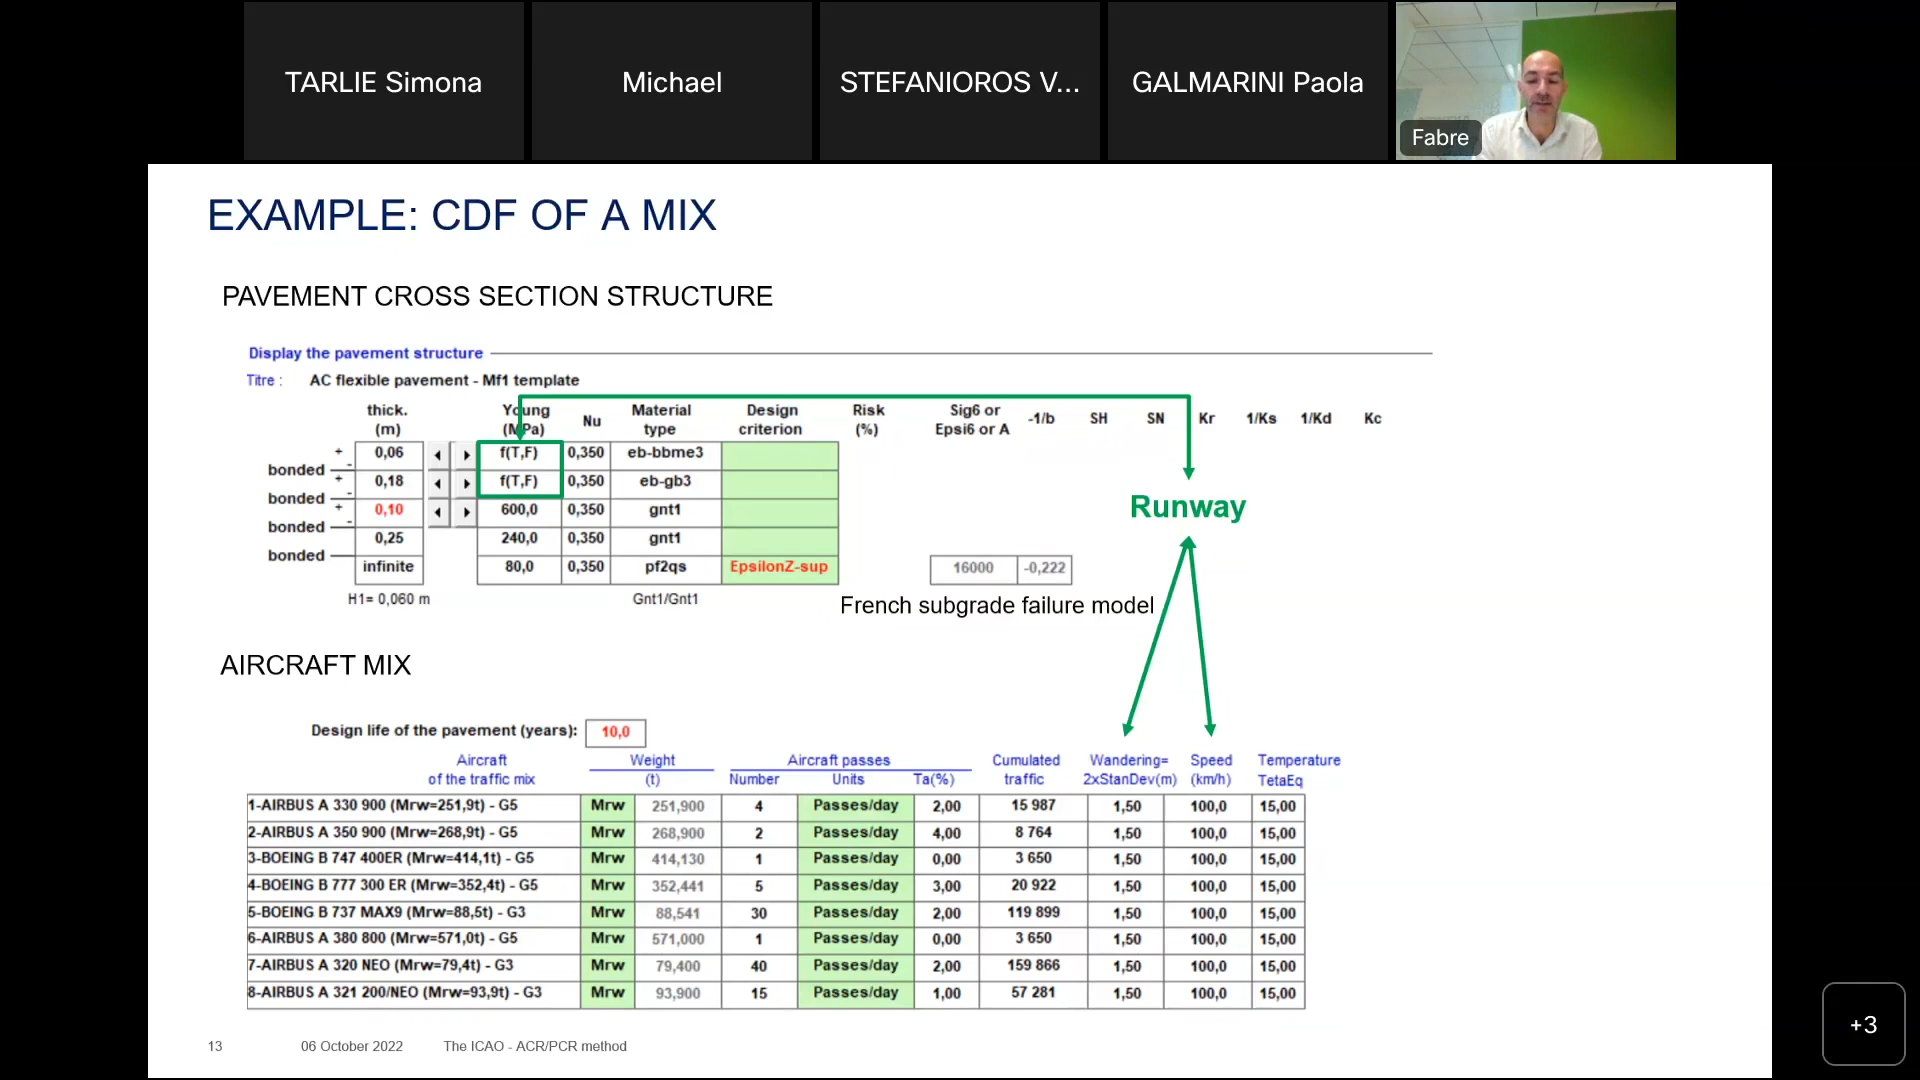 TARLIE Simona
Michael
STEFANIOROS V...
GALMARINI Paola
Fabre
EXAMPLE: CDF OF A MIX
PAVEMENT CROSS SECTION STRUCTURE
Display the pavement structure
Titre : AC flexible pavement - Mf1 template
thick. (m) Young (MPa) Nu Material type Design criterion Risk (%) Sig6 or Epsi6 or A -1/b SH SN Kr 1/Ks 1/Kd Kc
+ 0,06 f(T,F) 0,350 eb-bbme3
bonded -
+ 0,18 f(T,F) 0,350 eb-gb3
bonded -
+ 0,10 600,0 0,350 gnt1
bonded -
0,25 240,0 0,350 gnt1
bonded
infinite 80,0 0,350 pf2qs EpsilonZ-sup 16000 -0,222
H1= 0,060 m Gnt1/Gnt1
Runway
French subgrade failure model
AIRCRAFT MIX
Design life of the pavement (years): 10,0
Aircraft Weight Aircraft passes Cumulated Wandering= Speed Temperature
of the traffic mix (t) Number Units Ta(%) traffic 2xStanDev(m) (km/h) TetaEq
1-AIRBUS A 330 900 (Mrw=251,9t) - G5 Mrw 251,900 4 Passes/day 2,00 15 987 1,50 100,0 15,00
2-AIRBUS A 350 900 (Mrw=268,9t) - G5 Mrw 268,900 2 Passes/day 4,00 8 764 1,50 100,0 15,00
3-BOEING B 747 400ER (Mrw=414,1t) - G5 Mrw 414,130 1 Passes/day 0,00 3 650 1,50 100,0 15,00
4-BOEING B 777 300 ER (Mrw=352,4t) - G5 Mrw 352,441 5 Passes/day 3,00 20 922 1,50 100,0 15,00
5-BOEING B 737 MAX9 (Mrw=88,5t) - G3 Mrw 88,541 30 Passes/day 2,00 119 899 1,50 100,0 15,00
6-AIRBUS A 380 800 (Mrw=571,0t) - G5 Mrw 571,000 1 Passes/day 0,00 3 650 1,50 100,0 15,00
7-AIRBUS A 320 NEO (Mrw=79,4t) - G3 Mrw 79,400 40 Passes/day 2,00 159 866 1,50 100,0 15,00
8-AIRBUS A 321 200/NEO (Mrw=93,9t) - G3 Mrw 93,900 15 Passes/day 1,00 57 281 1,50 100,0 15,00
13 06 October 2022 The ICAO - ACR/PCR method
+3